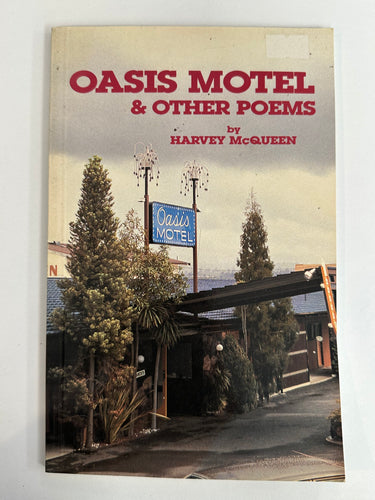 OASIS MOTEL
& OTHER POEMS
by
HARVEY McQUEEN
Oasis
MOTEL
N